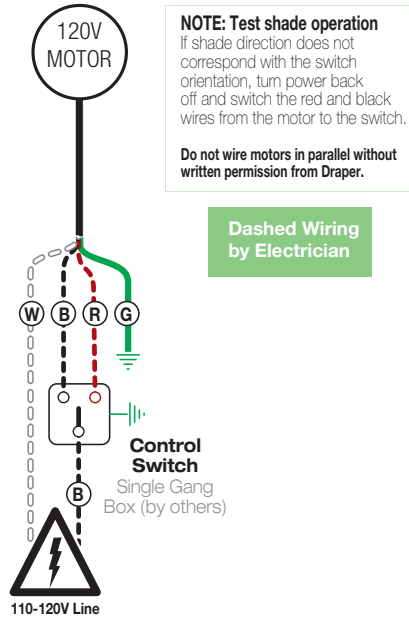 120V
MOTOR
NOTE: Test shade operation
If shade direction does not
correspond with the switch
orientation, turn power back
off and switch the red and black
wires from the motor to the switch.
Do not wire motors in parallel without
written permission from Draper.
Dashed Wiring
by Electrician
W B R G
Control
Switch
Single Gang
Box (by others)
B
110-120V Line